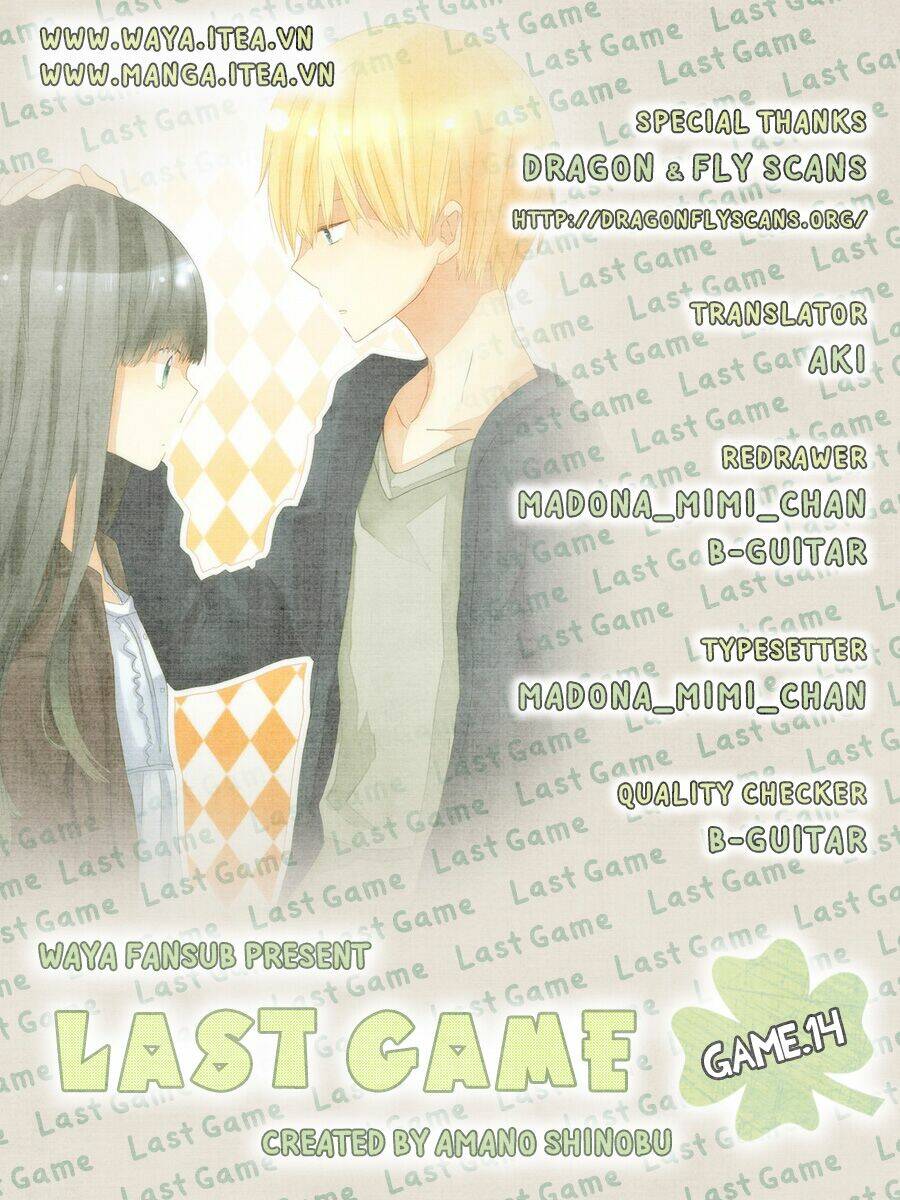 WWW.WAYA.ITEA.VN
WWW.MANGA.ITEA.VN
SPECIAL THANKS
DRAGON & FLY SCANS
HTTP://DRAGONFLYSCANS.ORG/
TRANSLATOR
AKI
REDRAWER
MADONA_MIMI_CHAN
B-GUITAR
TYPESETTER
MADONA_MIMI_CHAN
QUALITY CHECKER
B-GUITAR
WAYA FANSUB PRESENT
LAST GAME
GAME.14
CREATED BY AMANO SHINOBU